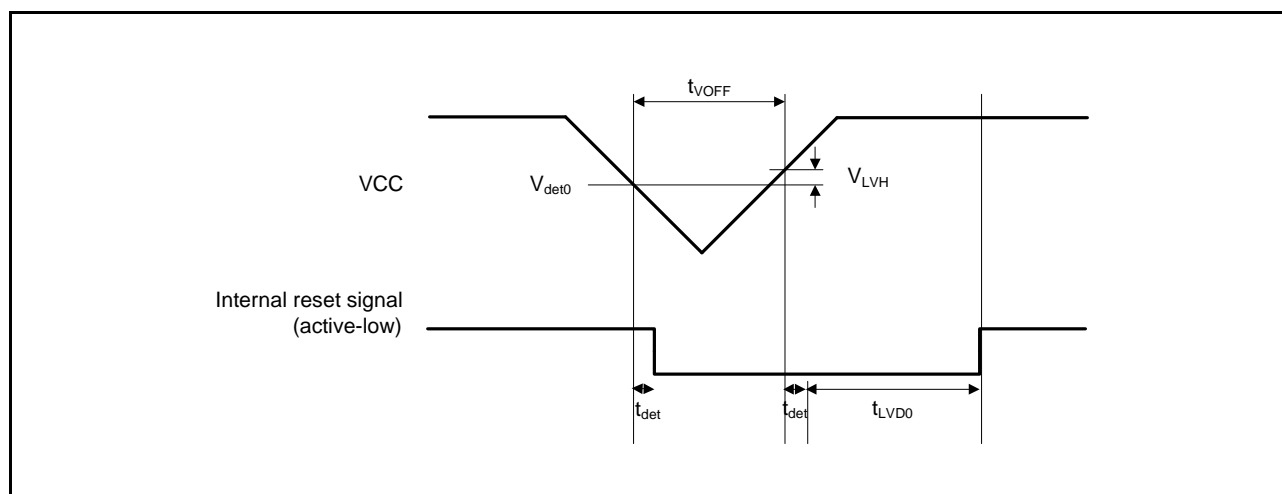 tVOFF
VCC
Vdet0
VLVH
Internal reset signal
(active-low)
tdet
tdet
tLVD0